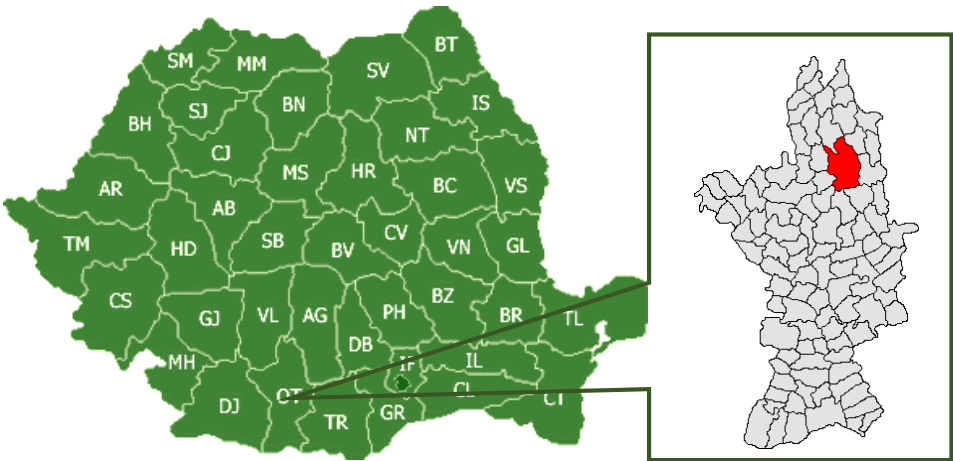 BT
SM
MM
SV
IS
SJ
BN
BH
NT
CJ
MS
HR
BC
VS
AR
AB
TM
HD
SB
BV
CV
VN
GL
CS
GJ
VL
AG
PH
BZ
BR
TL
DB
MH
IF
IL
OT
CL
CT
DJ
TR
GR